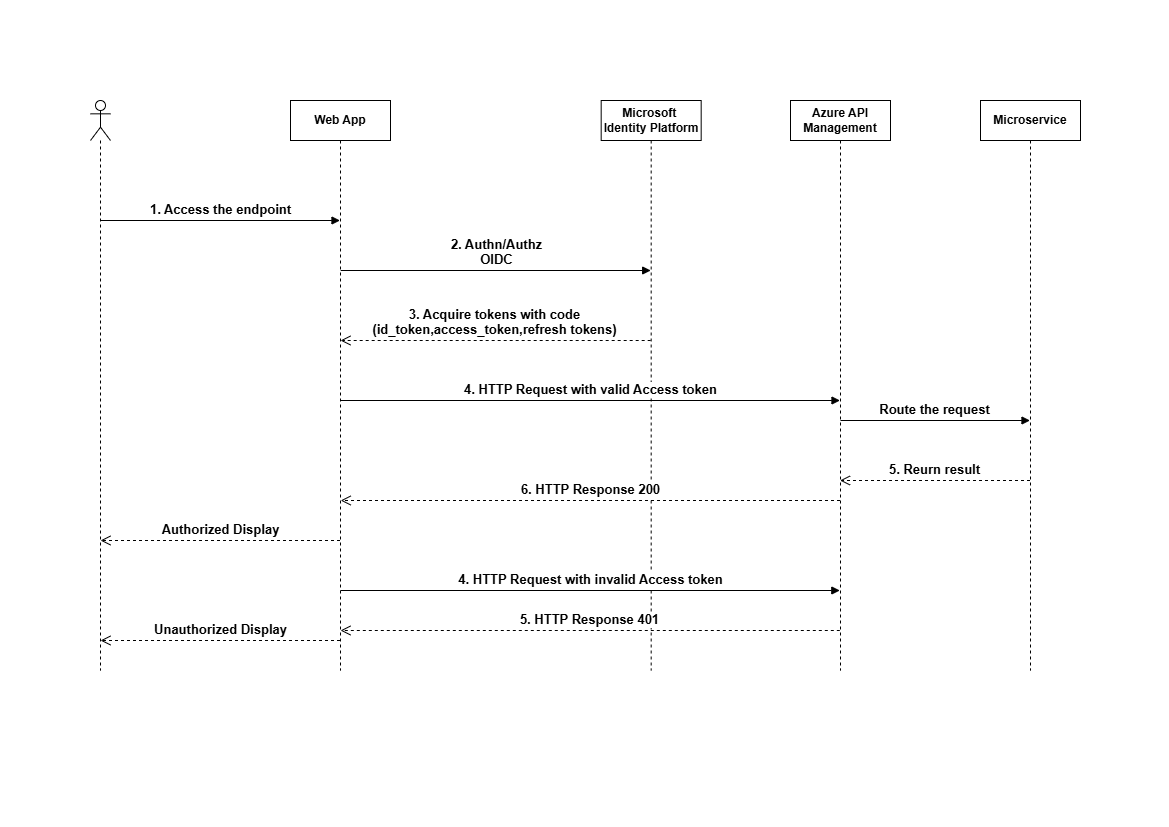 Web App
Microsoft
Identity Platform
Azure API
Management
Microservice
1. Access the endpoint
2. Authn/Authz
OIDC
3. Acquire tokens with code
(id_token,access_token,refresh tokens)
4. HTTP Request with valid Access token
Route the request
5. Reurn result
6. HTTP Response 200
Authorized Display
4. HTTP Request with invalid Access token
5. HTTP Response 401
Unauthorized Display